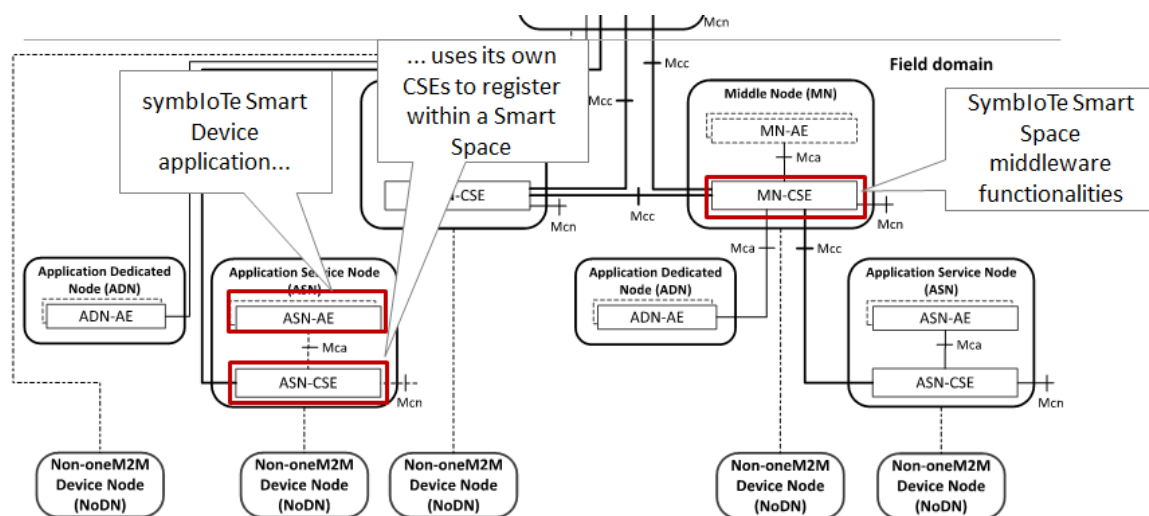 Mcn
... uses its own
CSEs to register
within a Smart
Space
symbIoTe Smart
Device
application...
Mcc
Mcc
Field domain
Middle Node (MN)
MN-AE
Mca
MN-CSE
Mcn
SymbIoTe Smart
Space
middleware
functionalities
-CSE
Mcn
Mcc
Mca
Mcc
Application Dedicated
Node (ADN)
ADN-AE
Application Service Node
(ASN)
ASN-AE
Mca
ASN-CSE
Mcn
Application Dedicated
Node (ADN)
ADN-AE
Application Service Node
(ASN)
ASN-AE
Mca
ASN-CSE
Mcn
Non-oneM2M
Device Node
(NoDN)
Non-oneM2M
Device Node
(NoDN)
Non-oneM2M
Device Node
(NoDN)
Non-oneM2M
Device Node
(NoDN)
Non-oneM2M
Device Node
(NoDN)